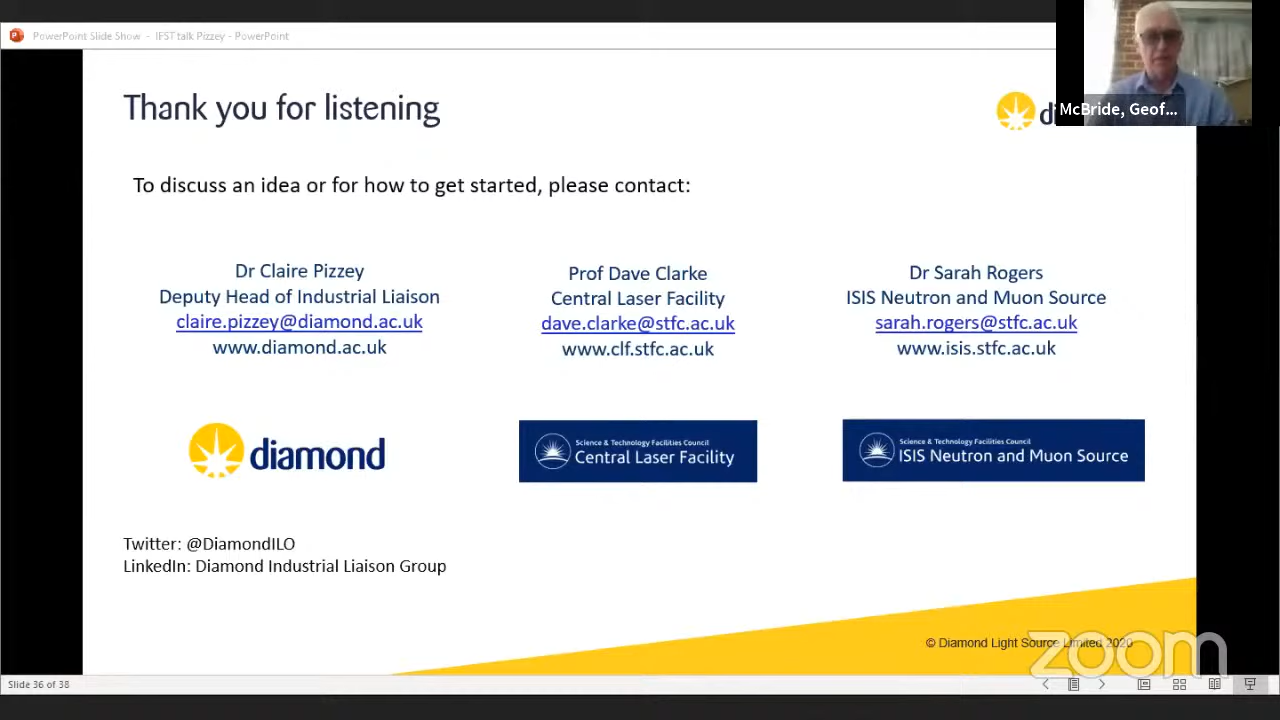 PowerPoint Slide Show - IFST talk Pizzey - PowerPoint
Thank you for listening
McBride, Geof...
To discuss an idea or for how to get started, please contact:
Dr Claire Pizzey
Deputy Head of Industrial Liaison
claire.pizzey@diamond.ac.uk
www.diamond.ac.uk
Prof Dave Clarke
Central Laser Facility
dave.clarke@stfc.ac.uk
www.clf.stfc.ac.uk
Dr Sarah Rogers
ISIS Neutron and Muon Source
sarah.rogers@stfc.ac.uk
www.isis.stfc.ac.uk
diamond
Science & Technology Facilities Council
Central Laser Facility
Science & Technology Facilities Council
ISIS Neutron and Muon Source
Twitter: @DiamondILO
LinkedIn: Diamond Industrial Liaison Group
© Diamond Light Source Limited 2020
zoom
Slide 36 of 38